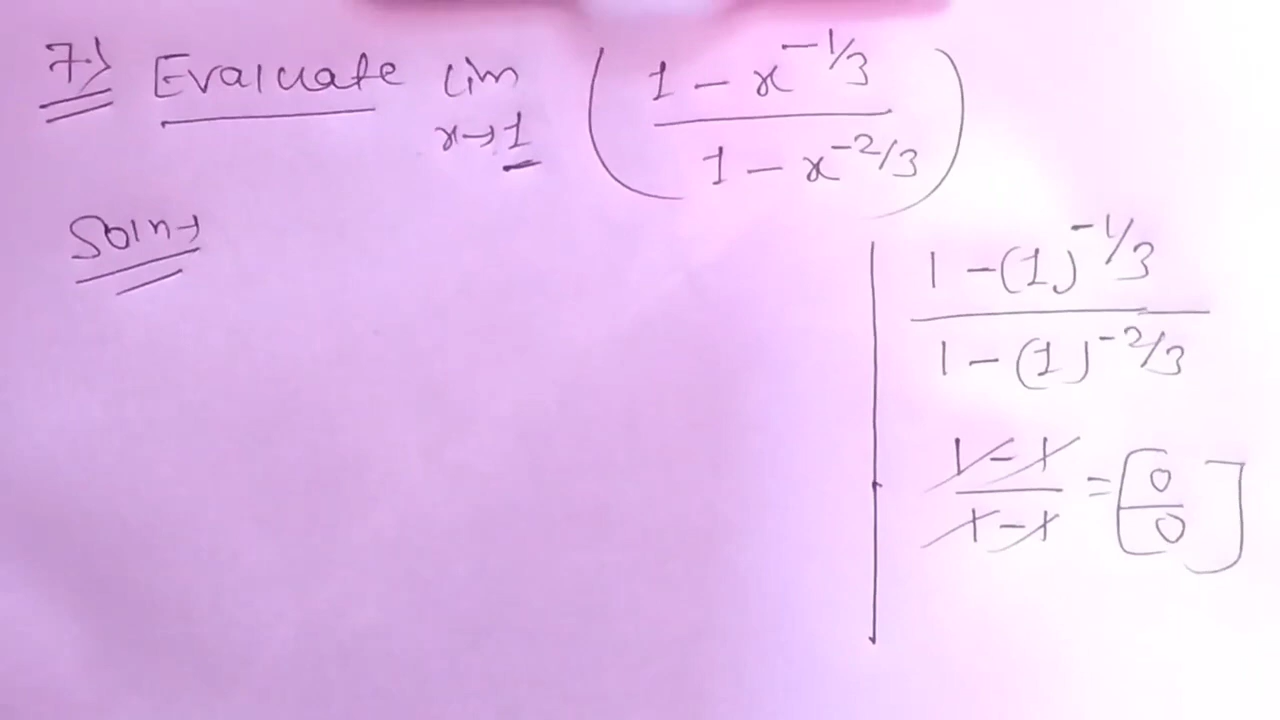 7.) Evaluate lim x→1 ( (1 - x^{-1/3}) / (1 - x^{-2/3}) )
Soln→
(1 - (1)^{-1/3}) / (1 - (1)^{-2/3})
(1 - 1) / (1 - 1) = [0/0]